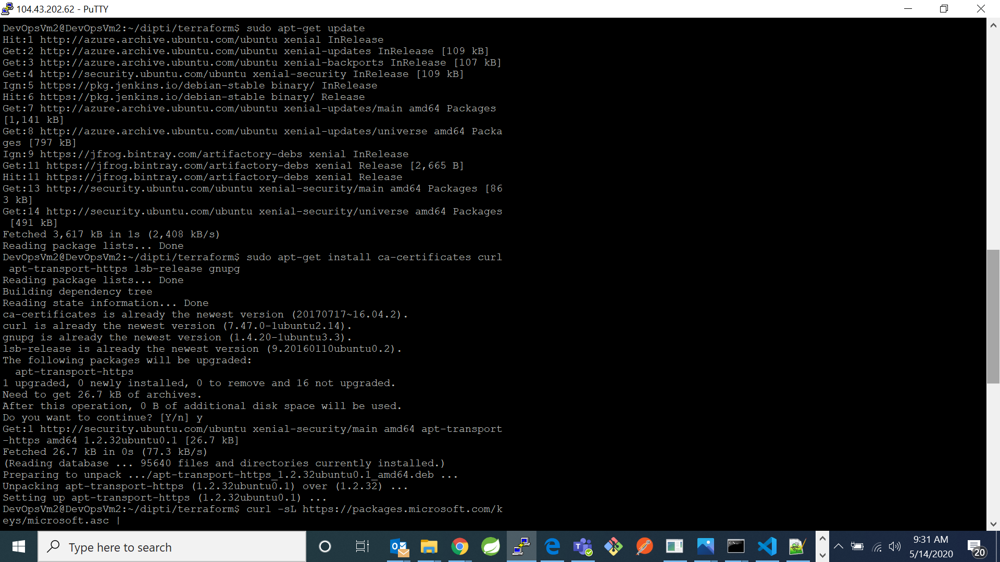 104.43.202.62 - PuTTY
DevOpsVm2@DevOpsVm2:~/dipti/terraform$ sudo apt-get update
Hit:1 http://azure.archive.ubuntu.com/ubuntu xenial InRelease
Get:2 http://azure.archive.ubuntu.com/ubuntu xenial-updates InRelease [109 kB]
Get:3 http://azure.archive.ubuntu.com/ubuntu xenial-backports InRelease [107 kB]
Get:4 http://security.ubuntu.com/ubuntu xenial-security InRelease [109 kB]
Ign:5 https://pkg.jenkins.io/debian-stable binary/ InRelease
Hit:6 https://pkg.jenkins.io/debian-stable binary/ Release
Get:7 http://azure.archive.ubuntu.com/ubuntu xenial-updates/main amd64 Packages
[1,141 kB]
Get:8 http://azure.archive.ubuntu.com/ubuntu xenial-updates/universe amd64 Packa
ges [797 kB]
Ign:9 https://jfrog.bintray.com/artifactory-debs xenial InRelease
Get:11 https://jfrog.bintray.com/artifactory-debs xenial Release [2,665 B]
Hit:11 https://jfrog.bintray.com/artifactory-debs xenial Release
Get:13 http://security.ubuntu.com/ubuntu xenial-security/main amd64 Packages [86
3 kB]
Get:14 http://security.ubuntu.com/ubuntu xenial-security/universe amd64 Packages
[491 kB]
Fetched 3,617 kB in 1s (2,408 kB/s)
Reading package lists... Done
DevOpsVm2@DevOpsVm2:~/dipti/terraform$ sudo apt-get install ca-certificates curl
apt-transport-https lsb-release gnupg
Reading package lists... Done
Building dependency tree
Reading state information... Done
ca-certificates is already the newest version (20170717~16.04.2).
curl is already the newest version (7.47.0-1ubuntu2.14).
gnupg is already the newest version (1.4.20-1ubuntu3.3).
lsb-release is already the newest version (9.20160110ubuntu0.2).
The following packages will be upgraded:
apt-transport-https
1 upgraded, 0 newly installed, 0 to remove and 16 not upgraded.
Need to get 26.7 kB of archives.
After this operation, 0 B of additional disk space will be used.
Do you want to continue? [Y/n] y
Get:1 http://security.ubuntu.com/ubuntu xenial-security/main amd64 apt-transport
-https amd64 1.2.32ubuntu0.1 [26.7 kB]
Fetched 26.7 kB in 0s (77.3 kB/s)
(Reading database ... 95640 files and directories currently installed.)
Preparing to unpack .../apt-transport-https_1.2.32ubuntu0.1_amd64.deb ...
Unpacking apt-transport-https (1.2.32ubuntu0.1) over (1.2.32) ...
Setting up apt-transport-https (1.2.32ubuntu0.1) ...
DevOpsVm2@DevOpsVm2:~/dipti/terraform$ curl -sL https://packages.microsoft.com/k
eys/microsoft.asc |
Type here to search
9:31 AM
5/14/2020
20